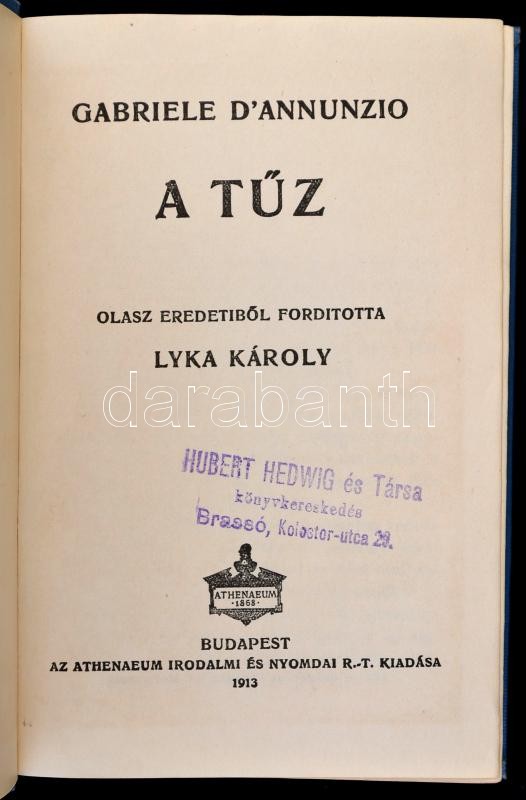 GABRIELE D'ANNUNZIO
A TŰZ
OLASZ EREDETIBŐL FORDITOTTA
LYKA KÁROLY
darabanth
HUBERT HEDWIG és Társa
könyvkereskedés
Brassó, Kolostor-utca 29.
ATHENAEUM
·1868·
BUDAPEST
AZ ATHENAEUM IRODALMI ÉS NYOMDAI R.-T. KIADÁSA
1913